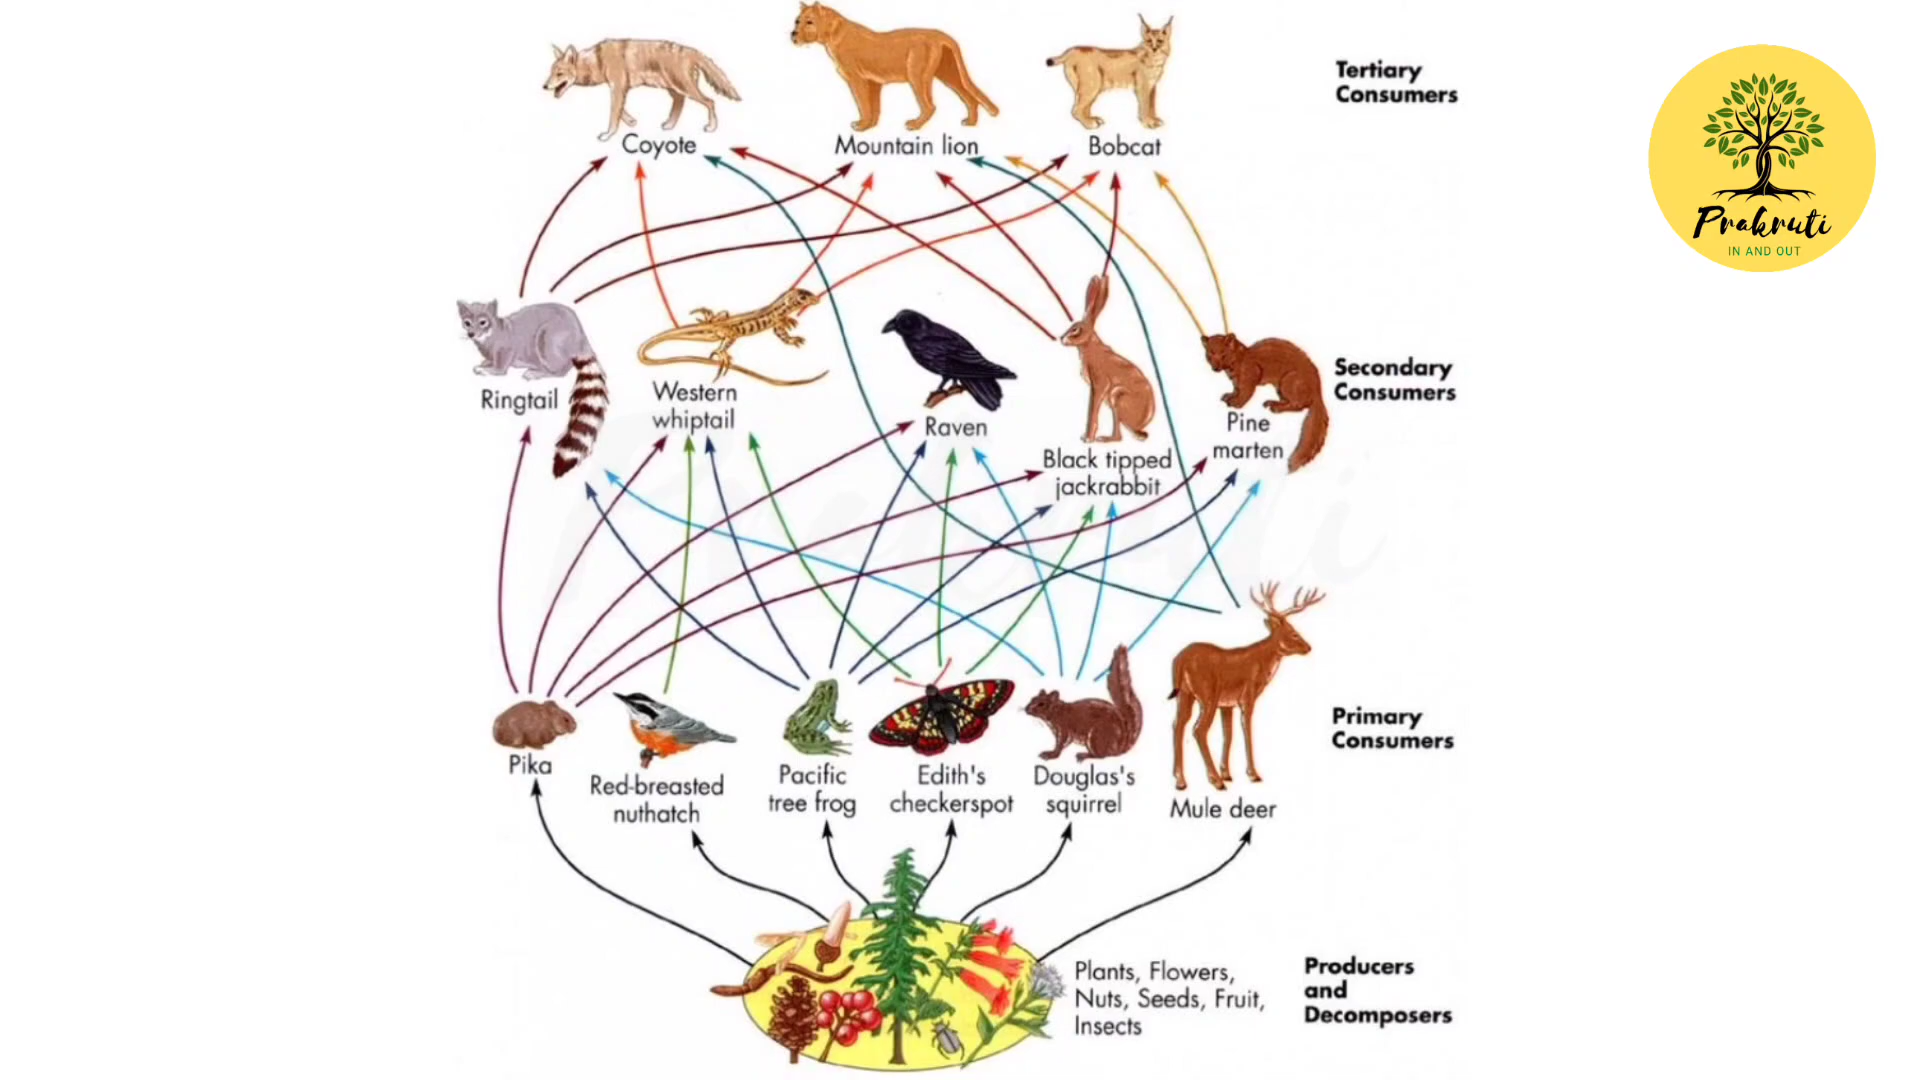 Tertiary
Consumers
Coyote
Mountain lion
Bobcat
Prakruti
IN AND OUT
Secondary
Consumers
Ringtail
Western
whiptail
Raven
Black tipped
jackrabbit
Pine
marten
Primary
Consumers
Pika
Red-breasted
nuthatch
Pacific
tree frog
Edith's
checkerspot
Douglas's
squirrel
Mule deer
Plants, Flowers,
Nuts, Seeds, Fruit,
Insects
Producers
and
Decomposers